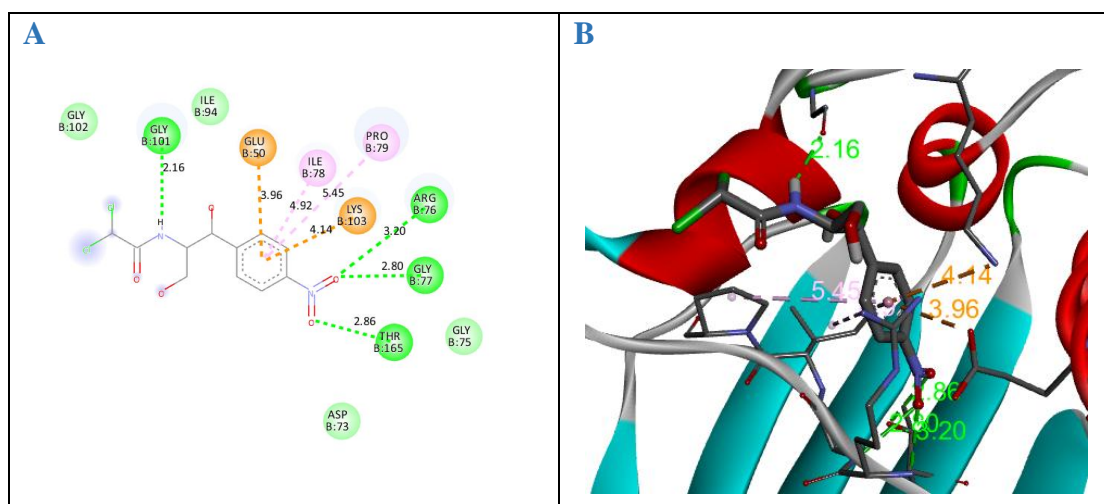 A
GLY
B:102
ILE
B:94
GLY
B:101
2.16
GLU
B:50
3.96
ILE
B:78
4.92
PRO
B:79
5.45
LYS
B:103
4.14
ARG
B:76
3.20
2.80
GLY
B:77
2.86
THR
B:165
GLY
B:75
ASP
B:73
H
N
O
N
O
O
B
2.16
4.14
5.45
3.96
2.86
3.20